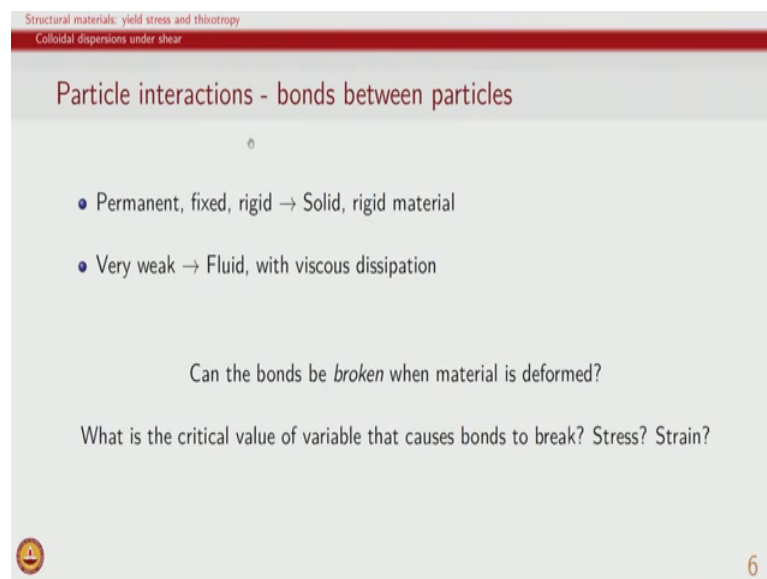 Structural materials: yield stress and thixotropy
Colloidal dispersions under shear
Particle interactions - bonds between particles
Permanent, fixed, rigid → Solid, rigid material
Very weak → Fluid, with viscous dissipation
Can the bonds be broken when material is deformed?
What is the critical value of variable that causes bonds to break? Stress? Strain?
6